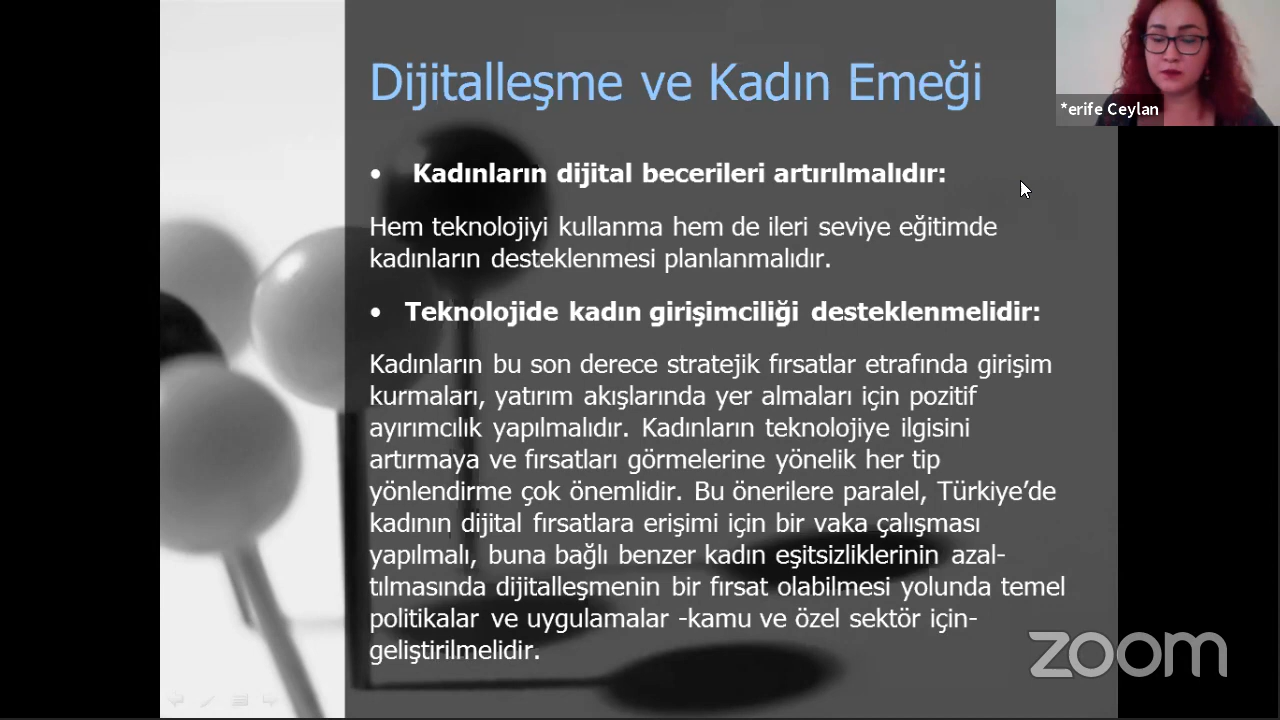 Dijitalleşme ve Kadın Emeği
*erife Ceylan
• Kadınların dijital becerileri artırılmalıdır:
Hem teknolojiyi kullanma hem de ileri seviye eğitimde
kadınların desteklenmesi planlanmalıdır.
• Teknolojide kadın girişimciliği desteklenmelidir:
Kadınların bu son derece stratejik fırsatlar etrafında girişim
kurmaları, yatırım akışlarında yer almaları için pozitif
ayırımcılık yapılmalıdır. Kadınların teknolojiye ilgisini
artırmaya ve fırsatları görmelerine yönelik her tip
yönlendirme çok önemlidir. Bu önerilere paralel, Türkiye’de
kadının dijital fırsatlara erişimi için bir vaka çalışması
yapılmalı, buna bağlı benzer kadın eşitsizliklerinin azal-
tılmasında dijitalleşmenin bir fırsat olabilmesi yolunda temel
politikalar ve uygulamalar -kamu ve özel sektör için-
geliştirilmelidir.
zoom